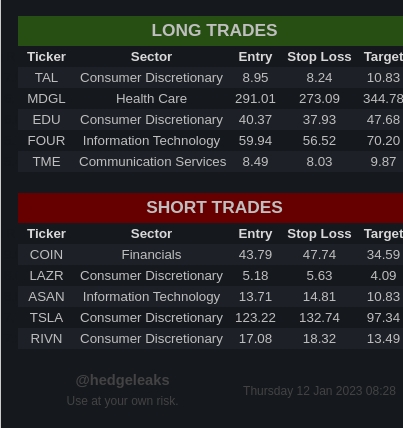 LONG TRADES
Ticker Sector Entry Stop Loss Target
TAL Consumer Discretionary 8.95 8.24 10.83
MDGL Health Care 291.01 273.09 344.78
EDU Consumer Discretionary 40.37 37.93 47.68
FOUR Information Technology 59.94 56.52 70.20
TME Communication Services 8.49 8.03 9.87
SHORT TRADES
Ticker Sector Entry Stop Loss Target
COIN Financials 43.79 47.74 34.59
LAZR Consumer Discretionary 5.18 5.63 4.09
ASAN Information Technology 13.71 14.81 10.83
TSLA Consumer Discretionary 123.22 132.74 97.34
RIVN Consumer Discretionary 17.08 18.32 13.49
@hedgeleaks
Use at your own risk.
Thursday 12 Jan 2023 08:28